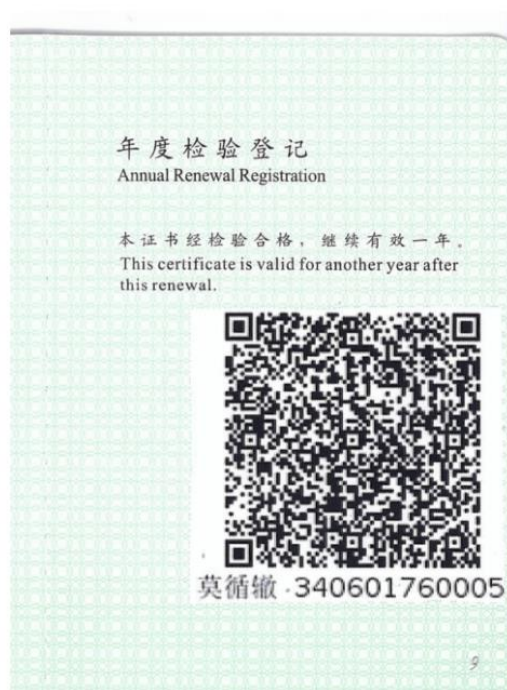 年度检验登记
Annual Renewal Registration
本证书经检验合格，继续有效一年。
This certificate is valid for another year after
this renewal.
莫循辙 340601760005
9